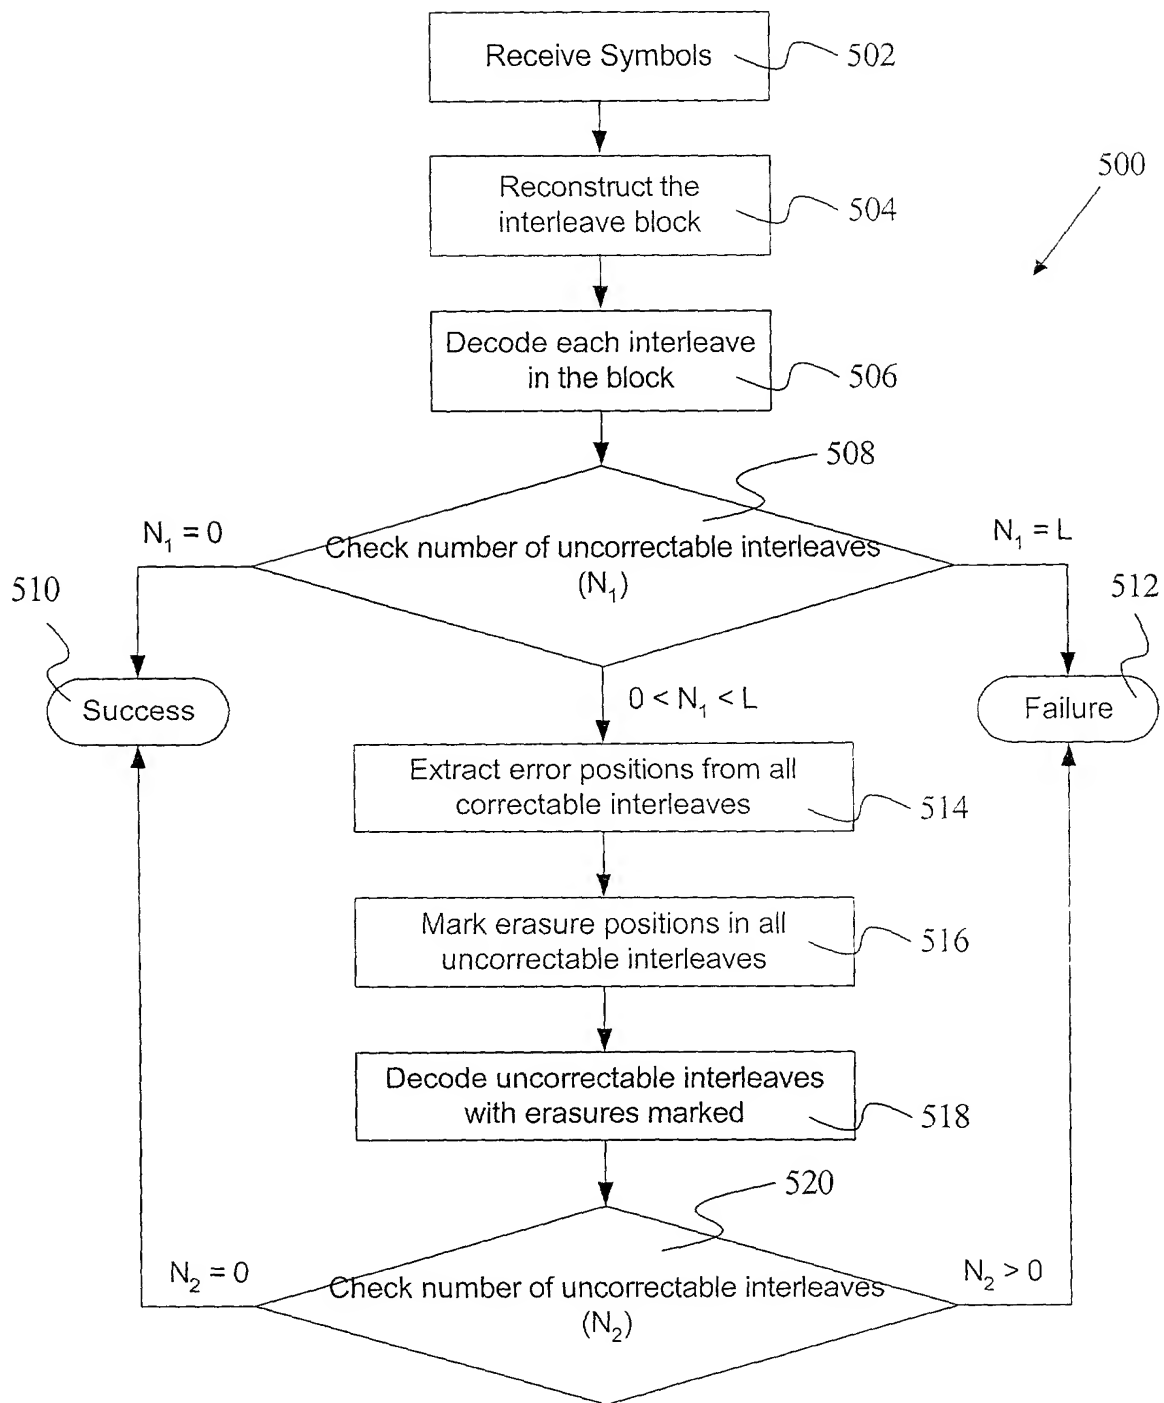 Receive Symbols
502
500
Reconstruct the
interleave block
504
Decode each interleave
in the block
506
508
N₁ = 0
N₁ = L
Check number of uncorrectable interleaves
(N₁)
510
512
Success
0 < N₁ < L
Failure
Extract error positions from all
correctable interleaves
514
Mark erasure positions in all
uncorrectable interleaves
516
Decode uncorrectable interleaves
with erasures marked
518
520
N₂ = 0
N₂ > 0
Check number of uncorrectable interleaves
(N₂)